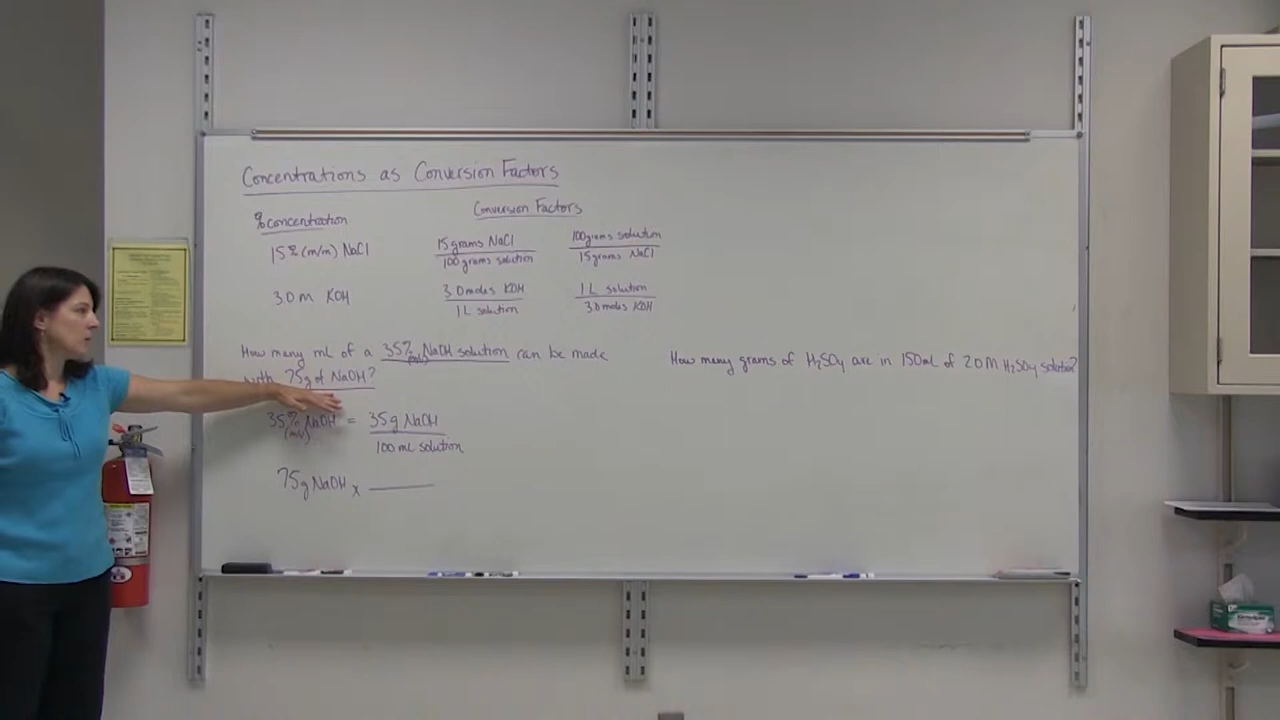 Concentrations as Conversion Factors
% concentration
Conversion Factors
15% (m/m) NaCl
15 grams NaCl
100 grams solution
100 grams solution
15 grams NaCl
3.0 m KOH
3.0 moles KOH
1 L solution
1 L solution
3.0 moles KOH
How many mL of a 35% NaOH solution can be made
with 75g of NaOH?
35% NaOH = 35g NaOH
(m/v)
100 mL solution
75g NaOH x
How many grams of H₂SO₄ are in 150mL of 2.0 M H₂SO₄ solution?